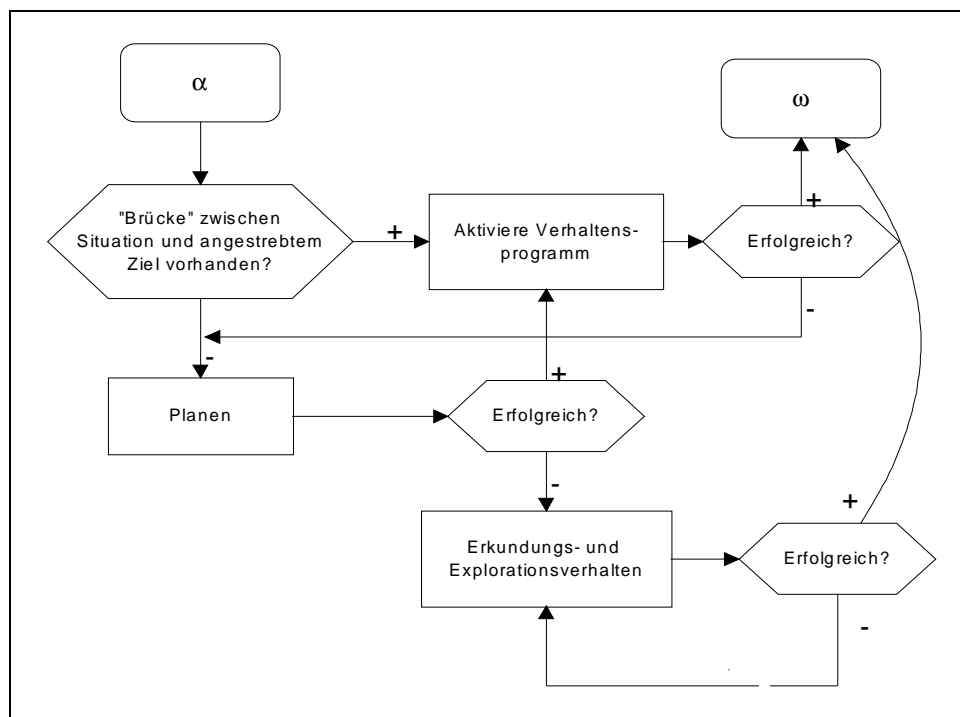 α
ω
"Brücke" zwischen
Situation und angestrebtem
Ziel vorhanden?
+
Aktiviere Verhaltens-
programm
Erfolgreich?
+
-
-
Planen
Erfolgreich?
+
-
Erkundungs- und
Explorationsverhalten
Erfolgreich?
+
-